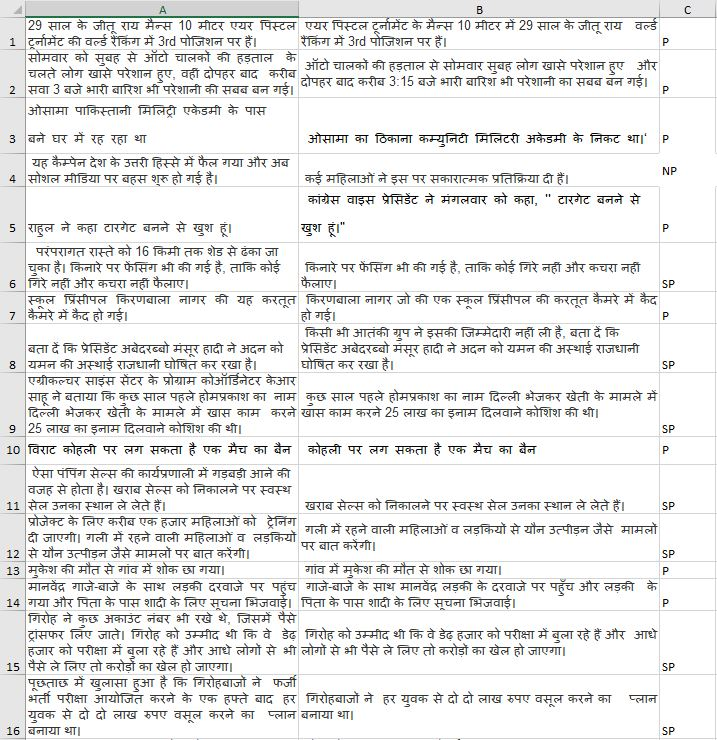 A B C
29 साल के जीतू राय मैन्स 10 मीटर एयर पिस्टल
टूर्नामेंट की वर्ल्ड रैंकिंग में 3rd पोजिशन पर हैं।
एयर पिस्टल टूर्नामेंट के मैन्स 10 मीटर में 29 साल के जीतू राय वर्ल्ड
रैंकिंग में 3rd पोजिशन पर हैं।
1 P
सोमवार को सुबह से ऑटो चालकों की हड़ताल के
चलते लोग खासे परेशान हुए, वहीं दोपहर बाद करीब
सवा 3 बजे भारी बारिश भी परेशानी की सबब बन गई।
ऑटो चालकों की हड़ताल से सोमवार सुबह लोग खासे परेशान हुए और
दोपहर बाद करीब 3:15 बजे भारी बारिश भी परेशानी का सबब बन गई।
2 P
ओसामा पाकिस्तानी मिलिट्री एकेडमी के पास
बने घर में रह रहा था
ओसामा का ठिकाना कम्युनिटी मिलिटरी अकेडमी के निकट था।'
3 P
यह कैम्पेन देश के उत्तरी हिस्से में फैल गया और अब
सोशल मीडिया पर बहस शुरू हो गई है।
कई महिलाओं ने इस पर सकारात्मक प्रतिक्रिया दी हैं।
4 NP
राहुल ने कहा टारगेट बनने से खुश हूं।
कांग्रेस वाइस प्रेसिडेंट ने मंगलवार को कहा, " टारगेट बनने से
खुश हूं।"
5 P
परंपरागत रास्ते को 16 किमी तक शेड से ढंका जा
चुका है। किनारे पर फेंसिंग भी की गई है, ताकि कोई
गिरे नहीं और कचरा नहीं फैलाए।
किनारे पर फेंसिंग भी की गई है, ताकि कोई गिरे नहीं और कचरा नहीं
फैलाए।
6 SP
स्कूल प्रिंसीपल किरणबाला नागर की यह करतूत
कैमरे में कैद हो गई।
किरणबाला नागर जो की एक स्कूल प्रिंसीपल की करतूत कैमरे में कैद
हो गई।
7 P
बता दें कि प्रेसिडेंट अबेदरब्बो मंसूर हादी ने अदन को
यमन की अस्थाई राजधानी घोषित कर रखा है।
किसी भी आतंकी ग्रुप ने इसकी जिम्मेदारी नहीं ली है, बता दें कि
प्रेसिडेंट अबेदरब्बो मंसूर हादी ने अदन को यमन की अस्थाई राजधानी
घोषित कर रखा है।
8 SP
एग्रीकल्चर साइंस सेंटर के प्रोग्राम कोऑर्डिनेटर केआर
साहू ने बताया कि कुछ साल पहले होमप्रकाश का नाम
दिल्ली भेजकर खेती के मामले में खास काम करने
25 लाख का इनाम दिलवाने कोशिश की थी।
कुछ साल पहले होमप्रकाश का नाम दिल्ली भेजकर खेती के मामले में
खास काम करने 25 लाख का इनाम दिलवाने कोशिश की थी।
9 SP
10 विराट कोहली पर लग सकता है एक मैच का बैन कोहली पर लग सकता है एक मैच का बैन P
ऐसा पंपिंग सेल्स की कार्यप्रणाली में गड़बड़ी आने की
वजह से होता है। खराब सेल्स को निकालने पर स्वस्थ
सेल उनका स्थान ले लेते हैं।
खराब सेल्स को निकालने पर स्वस्थ सेल उनका स्थान ले लेते हैं।
11 SP
प्रोजेक्ट के लिए करीब एक हजार महिलाओं को ट्रेनिंग
दी जाएगी। गली में रहने वाली महिलाओं व लड़कियों
से यौन उत्पीड़न जैसे मामलों पर बात करेंगी।
गली में रहने वाली महिलाओं व लड़कियों से यौन उत्पीड़न जैसे मामलों
पर बात करेंगी।
12 SP
13 मुकेश की मौत से गांव में शोक छा गया। गांव में मुकेश की मौत से शोक छा गया। P
मानवेंद्र गाजे-बाजे के साथ लड़की दरवाजे पर पहुंच
गया और पिता के पास शादी के लिए सूचना भिजवाई।
गाजे-बाजे के साथ मानवेंद्र लड़की के दरवाजे पर पहुँच और लड़की के
पिता के पास शादी के लिए सूचना भिजवाई।
14 P
गिरोह ने कुछ अकाउंट नंबर भी रखे थे, जिसमें पैसे
ट्रांसफर लिए जाते। गिरोह को उम्मीद थी कि वे डेढ़
हजार को परीक्षा में बुला रहे हैं और आधे लोगों से भी
पैसे ले लिए तो करोड़ों का खेल हो जाएगा।
गिरोह को उम्मीद थी कि वे डेढ़ हजार को परीक्षा में बुला रहे हैं और आधे
लोगों से भी पैसे ले लिए तो करोड़ों का खेल हो जाएगा।
15 SP
पूछताछ में खुलासा हुआ है कि गिरोहबाजों ने फर्जी
भर्ती परीक्षा आयोजित करने के एक हफ्ते बाद हर
युवक से दो दो लाख रुपए वसूल करने का प्लान
बनाया था।
गिरोहबाजों ने हर युवक से दो दो लाख रुपए वसूल करने का प्लान
बनाया था।
16 SP